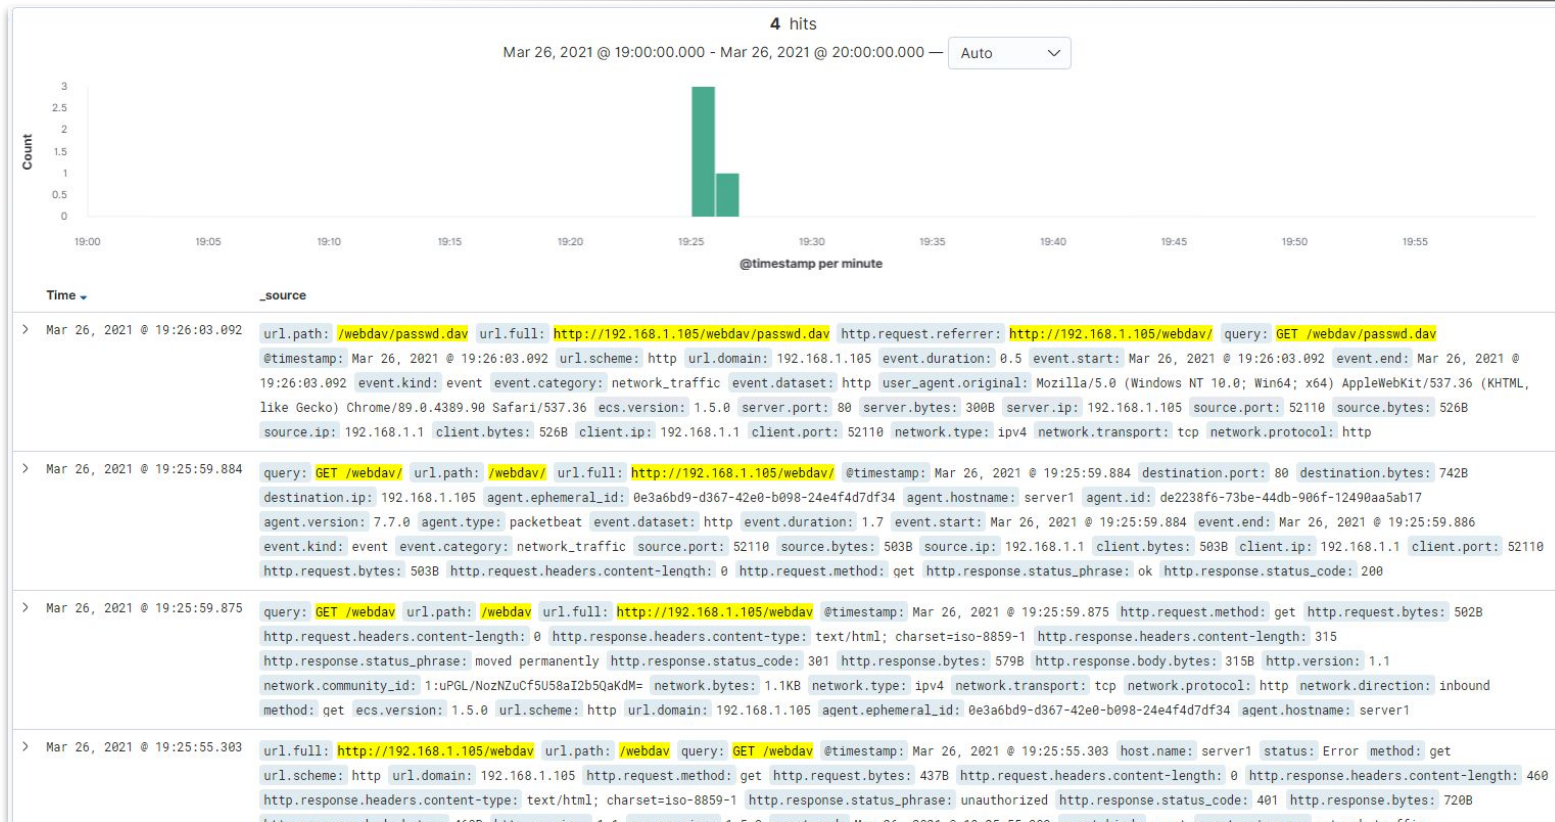 4 hits
Mar 26, 2021 @ 19:00:00.000 - Mar 26, 2021 @ 20:00:00.000 — Auto
3
2.5
2
1.5
1
0.5
0
Count
19:00 19:05 19:10 19:15 19:20 19:25 19:30 19:35 19:40 19:45 19:50 19:55
@timestamp per minute
Time _source
Mar 26, 2021 @ 19:26:03.092 url.path: /webdav/passwd.dav url.full: http://192.168.1.105/webdav/passwd.dav http.request.referrer: http://192.168.1.105/webdav/ query: GET /webdav/passwd.dav
@timestamp: Mar 26, 2021 @ 19:26:03.092 url.scheme: http url.domain: 192.168.1.105 event.duration: 0.5 event.start: Mar 26, 2021 @ 19:26:03.092 event.end: Mar 26, 2021 @
19:26:03.092 event.kind: event event.category: network_traffic event.dataset: http user_agent.original: Mozilla/5.0 (Windows NT 10.0; Win64; x64) AppleWebKit/537.36 (KHTML,
like Gecko) Chrome/89.0.4389.90 Safari/537.36 ecs.version: 1.5.0 server.port: 80 server.bytes: 300B server.ip: 192.168.1.105 source.port: 52110 source.bytes: 526B
source.ip: 192.168.1.1 client.bytes: 526B client.ip: 192.168.1.1 client.port: 52110 network.type: ipv4 network.transport: tcp network.protocol: http
Mar 26, 2021 @ 19:25:59.884 query: GET /webdav/ url.path: /webdav/ url.full: http://192.168.1.105/webdav/ @timestamp: Mar 26, 2021 @ 19:25:59.884 destination.port: 80 destination.bytes: 742B
destination.ip: 192.168.1.105 agent.ephemeral_id: 0e3a6bd9-d367-42e0-b098-24e4f4d7df34 agent.hostname: server1 agent.id: de2238f6-73be-44db-906f-12490aa5ab17
agent.version: 7.7.0 agent.type: packetbeat event.dataset: http event.duration: 1.7 event.start: Mar 26, 2021 @ 19:25:59.884 event.end: Mar 26, 2021 @ 19:25:59.886
event.kind: event event.category: network_traffic source.port: 52110 source.bytes: 503B source.ip: 192.168.1.1 client.bytes: 503B client.ip: 192.168.1.1 client.port: 52110
http.request.bytes: 503B http.request.headers.content-length: 0 http.request.method: get http.response.status_phrase: ok http.response.status_code: 200
Mar 26, 2021 @ 19:25:59.875 query: GET /webdav url.path: /webdav url.full: http://192.168.1.105/webdav @timestamp: Mar 26, 2021 @ 19:25:59.875 http.request.method: get http.request.bytes: 502B
http.request.headers.content-length: 0 http.response.headers.content-type: text/html; charset=iso-8859-1 http.response.headers.content-length: 315
http.response.status_phrase: moved permanently http.response.status_code: 301 http.response.bytes: 579B http.response.body.bytes: 315B http.version: 1.1
network.community_id: 1:uPGL/NozNZuCf5U58aI2b5QaKdM= network.bytes: 1.1KB network.type: ipv4 network.transport: tcp network.protocol: http network.direction: inbound
method: get ecs.version: 1.5.0 url.scheme: http url.domain: 192.168.1.105 agent.ephemeral_id: 0e3a6bd9-d367-42e0-b098-24e4f4d7df34 agent.hostname: server1
Mar 26, 2021 @ 19:25:55.303 url.full: http://192.168.1.105/webdav url.path: /webdav query: GET /webdav @timestamp: Mar 26, 2021 @ 19:25:55.303 host.name: server1 status: Error method: get
url.scheme: http url.domain: 192.168.1.105 http.request.method: get http.request.bytes: 437B http.request.headers.content-length: 0 http.response.headers.content-length: 460
http.response.headers.content-type: text/html; charset=iso-8859-1 http.response.status_phrase: unauthorized http.response.status_code: 401 http.response.bytes: 720B